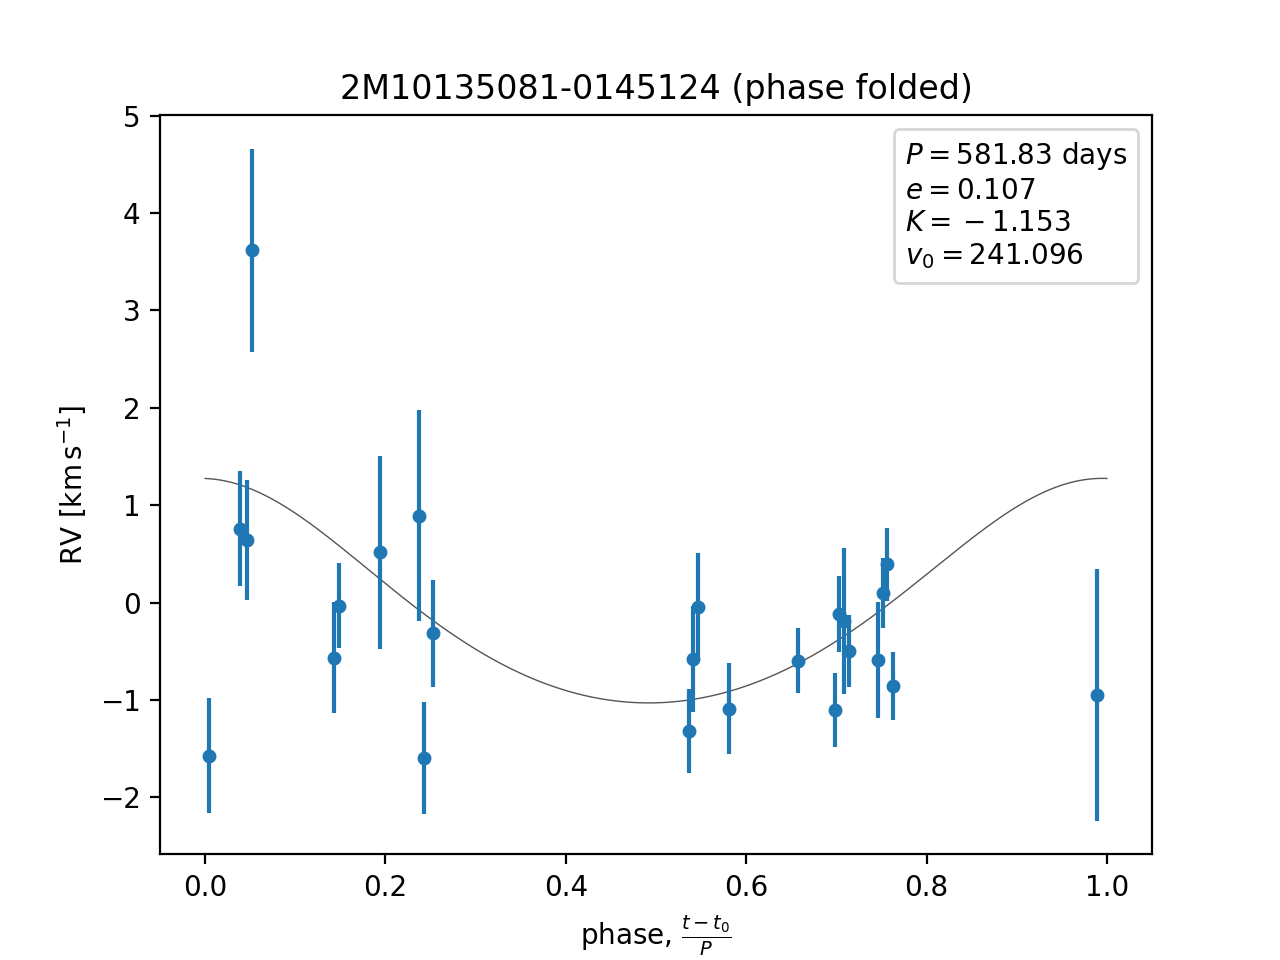 2M10135081-0145124 (phase folded)
P = 581.83 days
e = 0.107
K = −1.153
v₀ = 241.096
RV [km s⁻¹]
5
4
3
2
1
0
−1
−2
0.0 0.2 0.4 0.6 0.8 1.0
phase, (t − t₀)/P